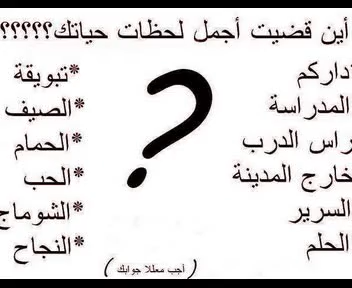 أين قضيت أجمل لحظات حياتك؟؟؟؟؟؟
*داركم
المدراسة
راس الدرب
خارج المدينة
السرير
الحلم
*تبويقة
*الصيف
*الحمام
*الحب
*الشوماج
*النجاح
؟
( أجب معللا جوابك )